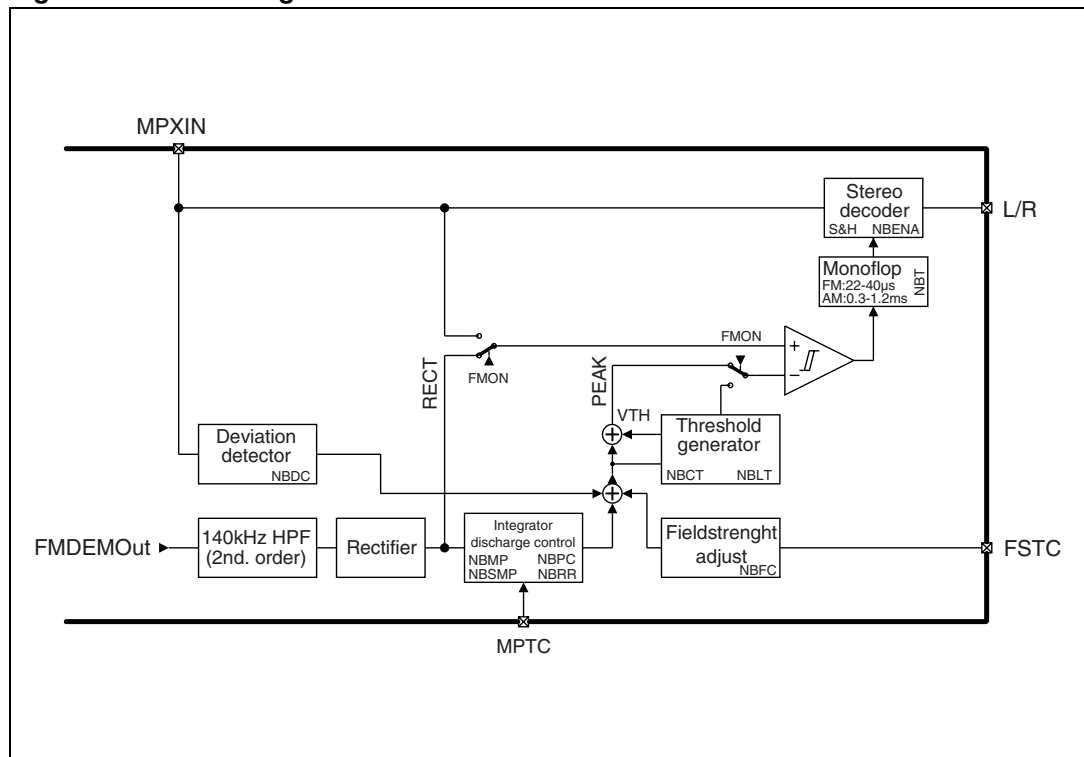 MPXIN
Stereo
decoder
S&H NBENA
L/R
Monoflop
FM:22-40µs
AM:0.3-1.2ms
NBT
FMON
+
−
FMON
RECT
PEAK
VTH
Threshold
generator
NBCT NBLT
Deviation
detector
NBDC
FMDEMOut
140kHz HPF
(2nd. order)
Rectifier
Integrator
discharge control
NBMP NBPC
NBSMP NBRR
Fieldstrenght
adjust
NBFC
FSTC
MPTC